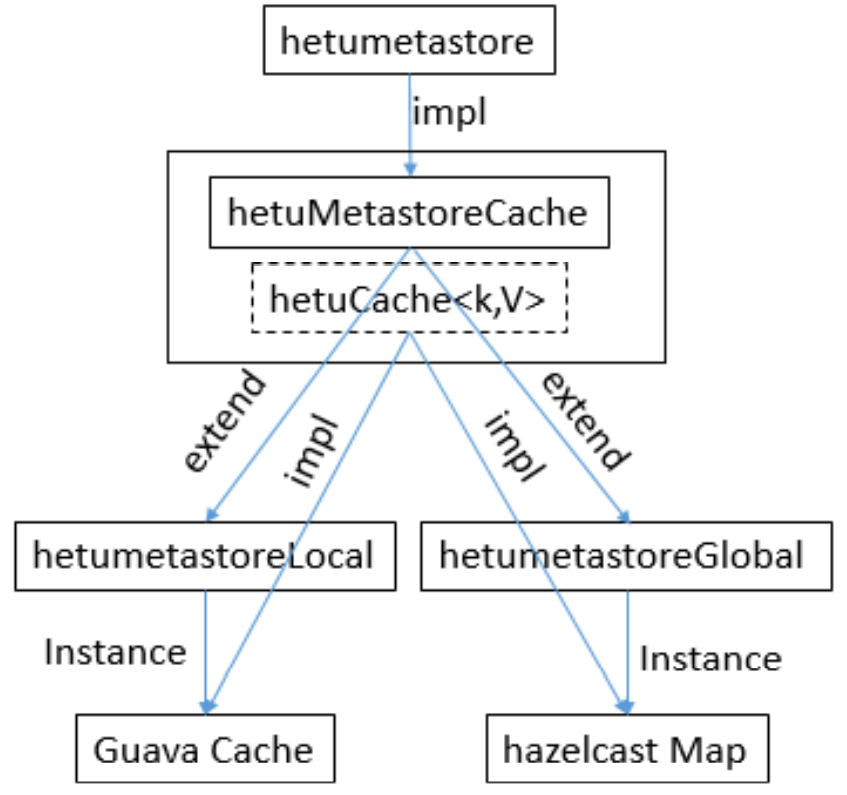 hetumetastore
impl
hetuMetastoreCache
hetuCache<k,V>
extend
impl
impl
extend
hetumetastoreLocal
hetumetastoreGlobal
Instance
Instance
Guava Cache
hazelcast Map